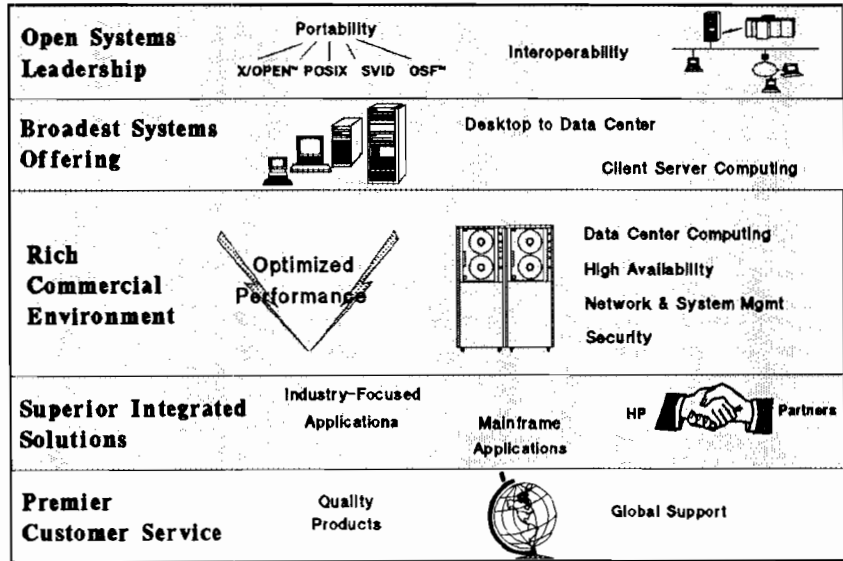 Open Systems
Leadership
Portability
X/OPEN™ POSIX SVID OSF™
Interoperability
Broadest Systems
Offering
Desktop to Data Center
Client Server Computing
Rich
Commercial
Environment
Optimized
Performance
Data Center Computing
High Availability
Network & System Mgmt
Security
Superior Integrated
Solutions
Industry-Focused
Applicationa
Mainframe
Applications
HP
Partners
Premier
Customer Service
Quality
Products
Global Support